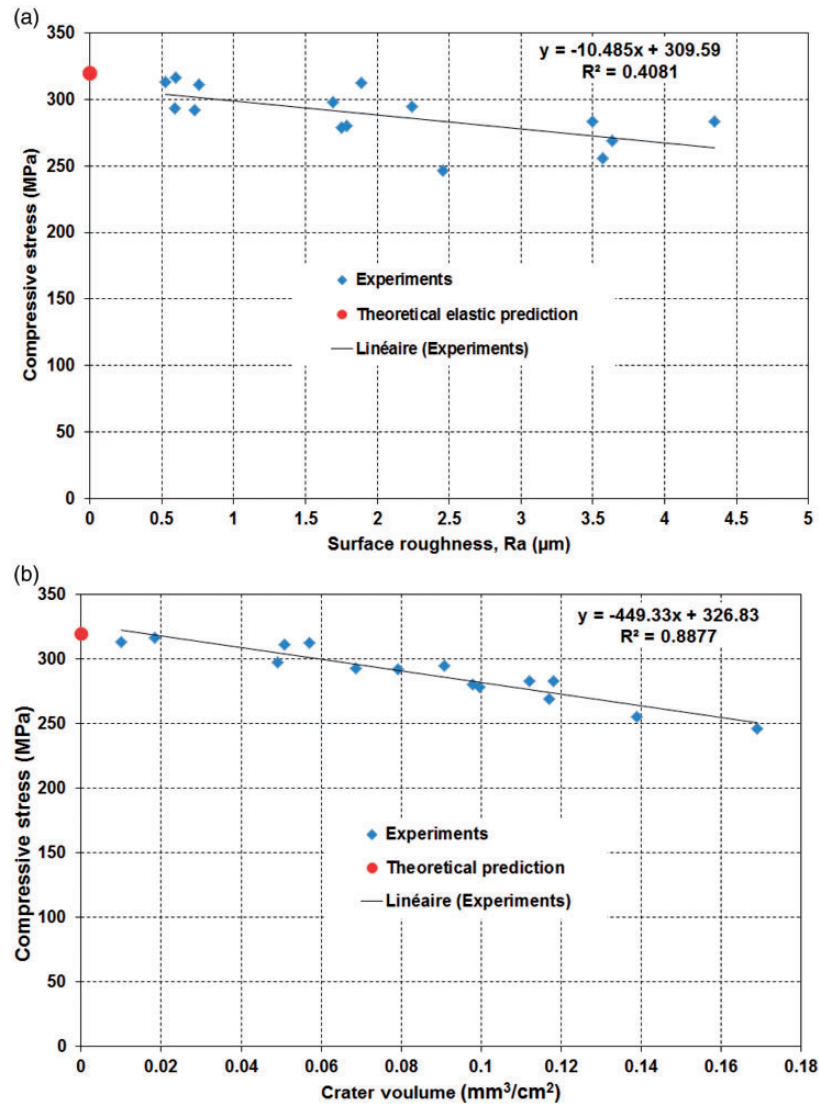 (a)
350
300
250
200
150
100
50
0
Compressive stress (MPa)
y = -10.485x + 309.59
R² = 0.4081
Experiments
Theoretical elastic prediction
Linéaire (Experiments)
0 0.5 1 1.5 2 2.5 3 3.5 4 4.5 5
Surface roughness, Ra (µm)
(b)
350
300
250
200
150
100
50
0
Compressive stress (MPa)
y = -449.33x + 326.83
R² = 0.8877
Experiments
Theoretical prediction
Linéaire (Experiments)
0 0.02 0.04 0.06 0.08 0.1 0.12 0.14 0.16 0.18
Crater voulume (mm³/cm²)